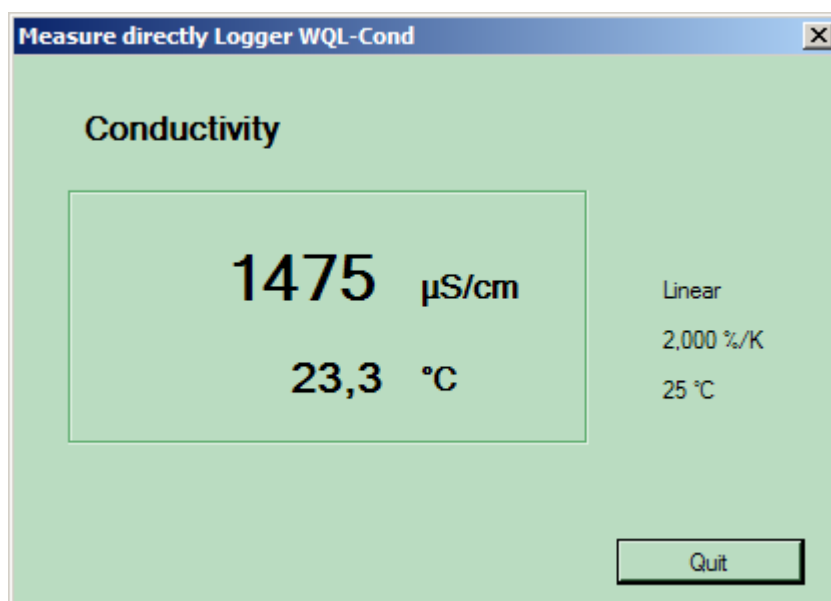 Measure directly Logger WQL-Cond
Conductivity
1475 µS/cm
23,3 °C
Linear
2,000 %/K
25 °C
Quit